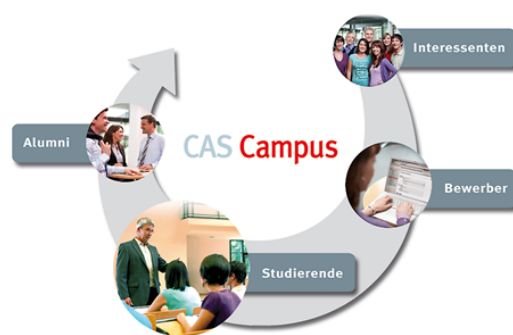 Interessenten
Alumni
CAS Campus
Bewerber
Studierende